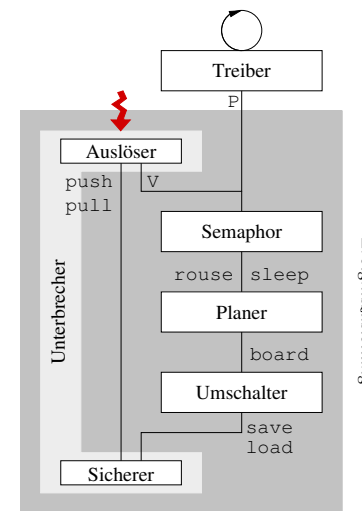 Treiber
P
Auslöser
push V
pull
Semaphor
Unterbrecher
rouse sleep
Planer
board
Umschalter
save
load
Sicherer